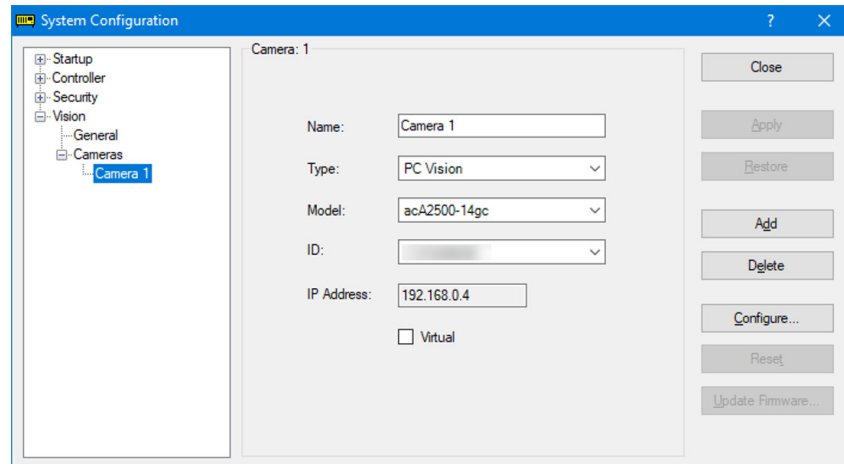 System Configuration
? ×
Startup
Controller
Security
Vision
General
Cameras
Camera 1
Camera: 1
Name: Camera 1
Type: PC Vision
Model: acA2500-14gc
ID:
IP Address: 192.168.0.4
Virtual
Close
Apply
Restore
Add
Delete
Configure...
Reset
Update Firmware...